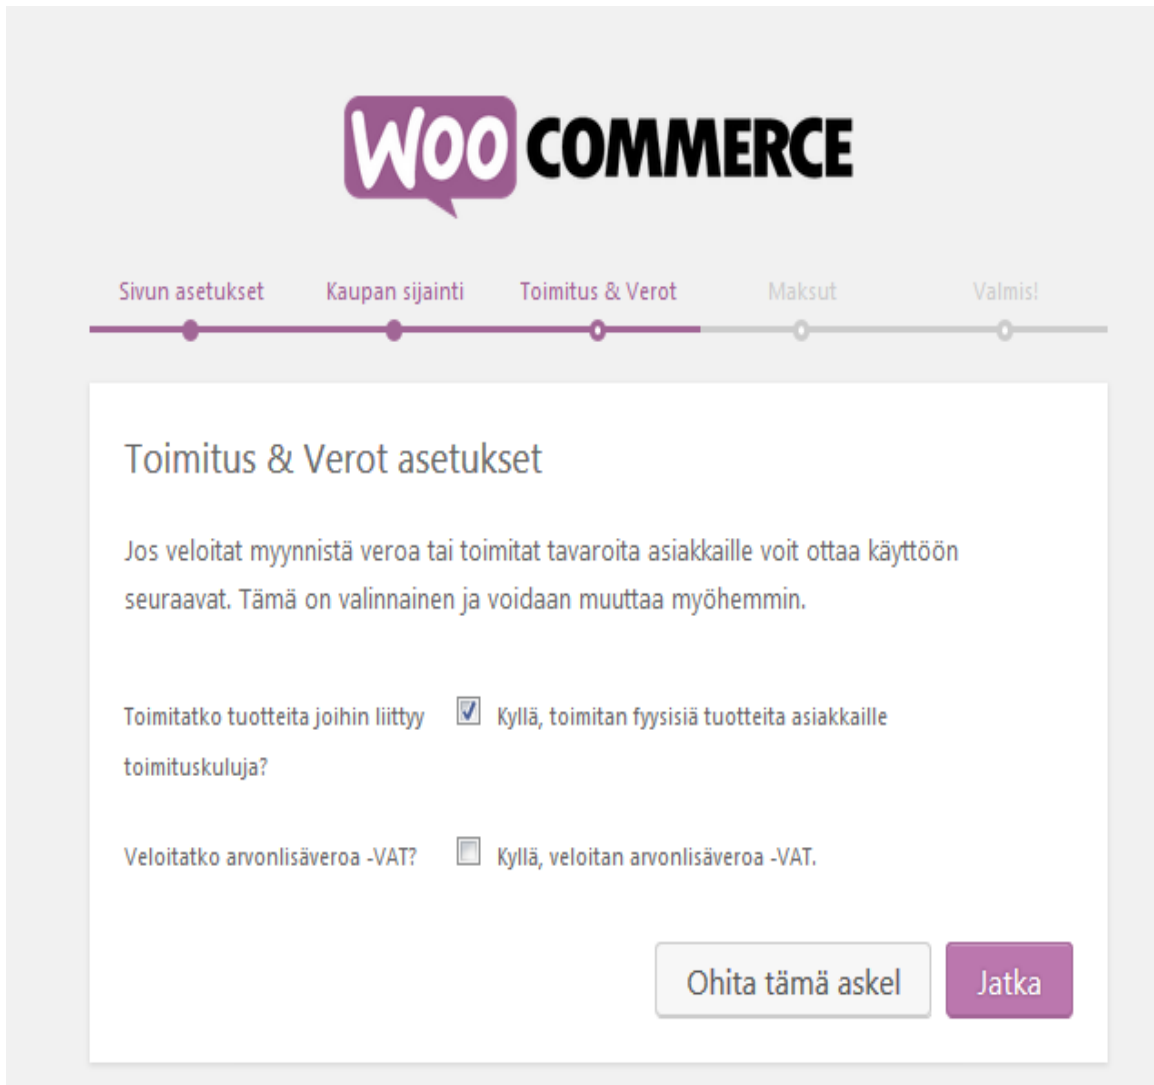 WOO COMMERCE
Sivun asetukset Kaupan sijainti Toimitus & Verot Maksut Valmis!
Toimitus & Verot asetukset
Jos veloitat myynnistä veroa tai toimitat tavaroita asiakkaille voit ottaa käyttöön
seuraavat. Tämä on valinnainen ja voidaan muuttaa myöhemmin.
Toimitatko tuotteita joihin liittyy
toimituskuluja?
Kyllä, toimitan fyysisiä tuotteita asiakkaille
Veloitatko arvonlisäveroa -VAT? Kyllä, veloitan arvonlisäveroa -VAT.
Ohita tämä askel Jatka